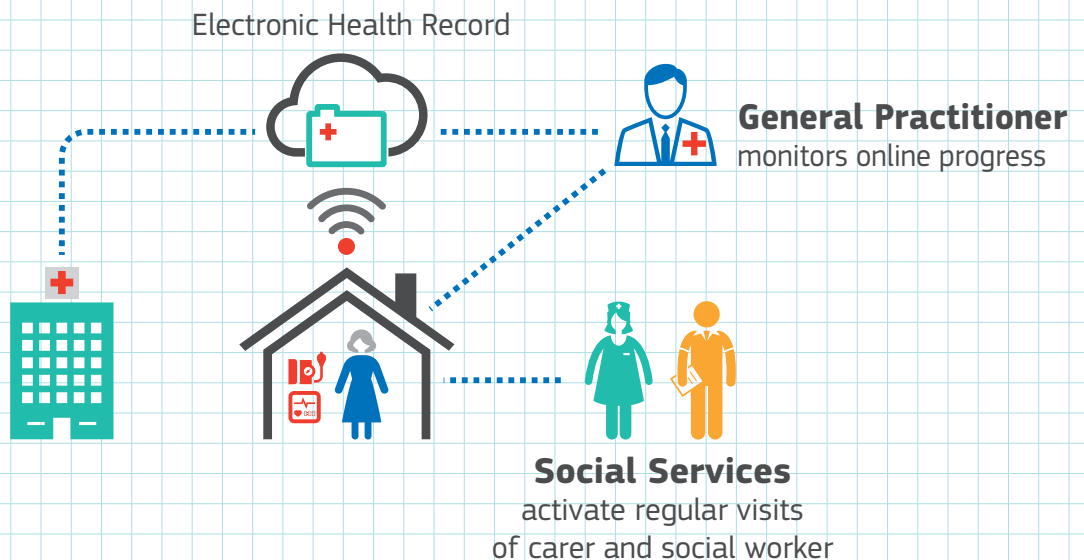 Electronic Health Record
General Practitioner
monitors online progress
Social Services
activate regular visits
of carer and social worker